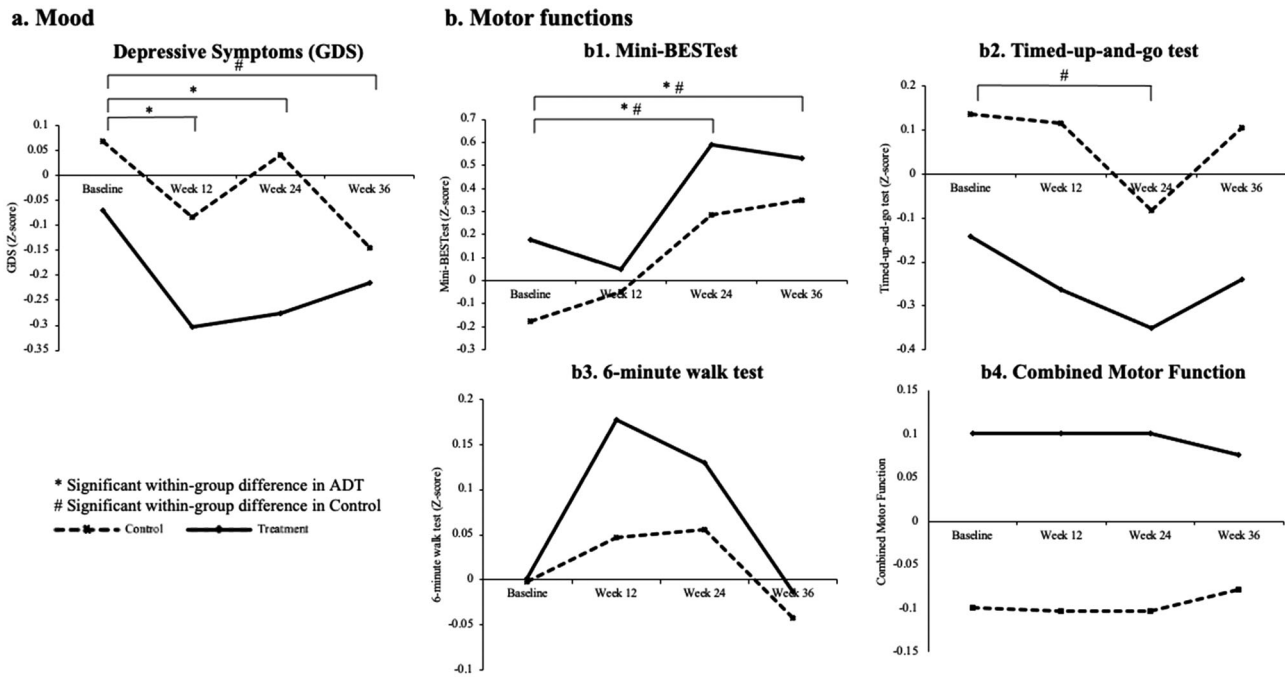 a. Mood
b. Motor functions
Depressive Symptoms (GDS)
#
*
*
0.1
0.05
0
-0.05
-0.1
-0.15
-0.2
-0.25
-0.3
-0.35
GDS (Z-score)
Baseline
Week 12
Week 24
Week 36
b1. Mini-BESTest
* #
* #
0.7
0.6
0.5
0.4
0.3
0.2
0.1
0
-0.1
-0.2
-0.3
Mini-BESTest (Z-score)
Baseline
Week 12
Week 24
Week 36
b2. Timed-up-and-go test
#
0.2
0.1
0
-0.1
-0.2
-0.3
-0.4
Timed-up-and-go test (Z-score)
Baseline
Week 12
Week 24
Week 36
* Significant within-group difference in ADT
# Significant within-group difference in Control
Control
Treatment
b3. 6-minute walk test
0.2
0.15
0.1
0.05
0
-0.05
-0.1
6-minute walk test (Z-score)
Baseline
Week 12
Week 24
Week 36
b4. Combined Motor Function
0.15
0.1
0.05
0
-0.05
-0.1
-0.15
Combined Motor Function
Baseline
Week 12
Week 24
Week 36